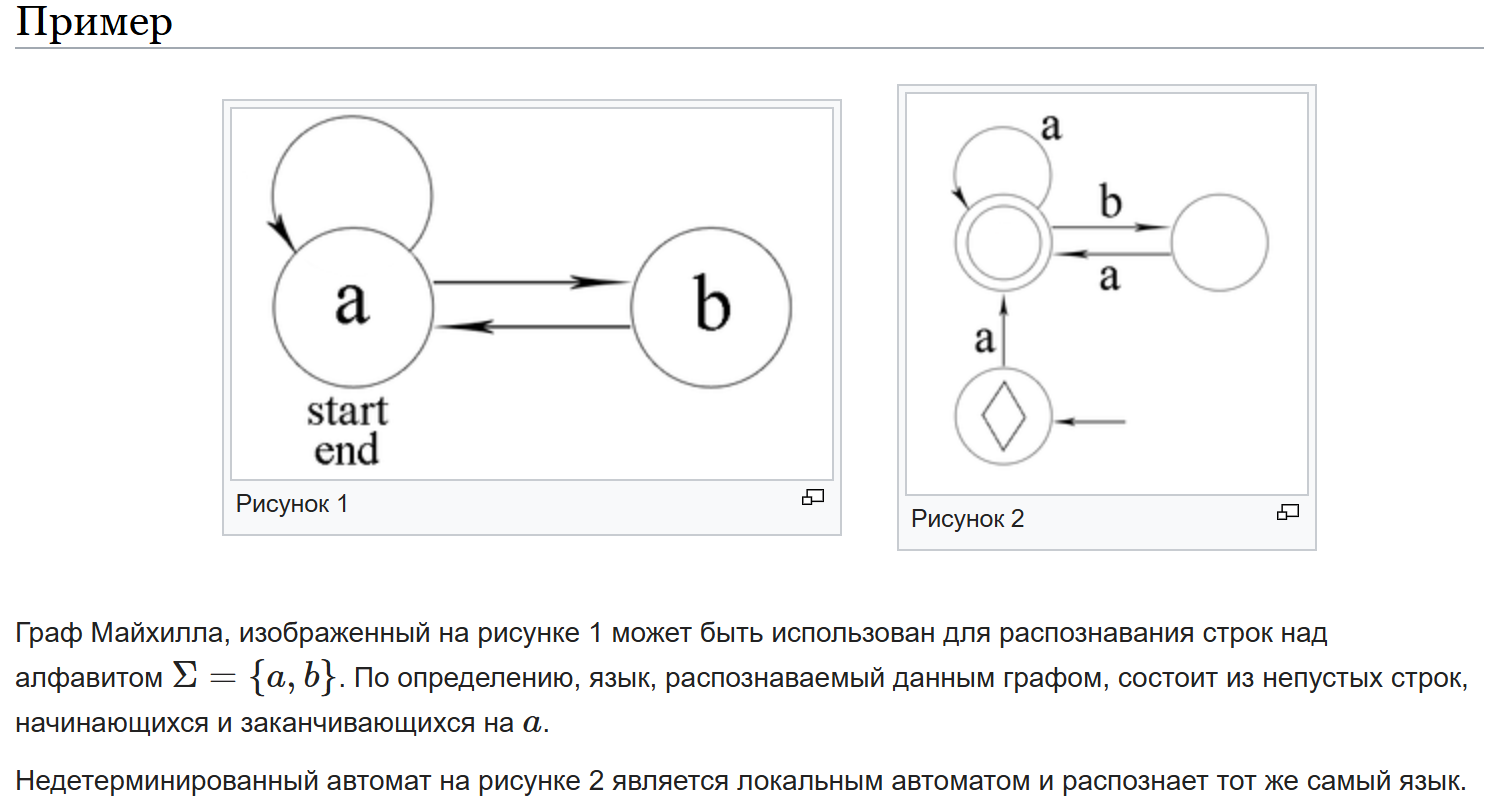 Пример
a
b
start
end
Рисунок 1
a
b
a
a
Рисунок 2
Граф Майхилла, изображенный на рисунке 1 может быть использован для распознавания строк над
алфавитом Σ = {a, b}. По определению, язык, распознаваемый данным графом, состоит из непустых строк,
начинающихся и заканчивающихся на a.
Недетерминированный автомат на рисунке 2 является локальным автоматом и распознает тот же самый язык.